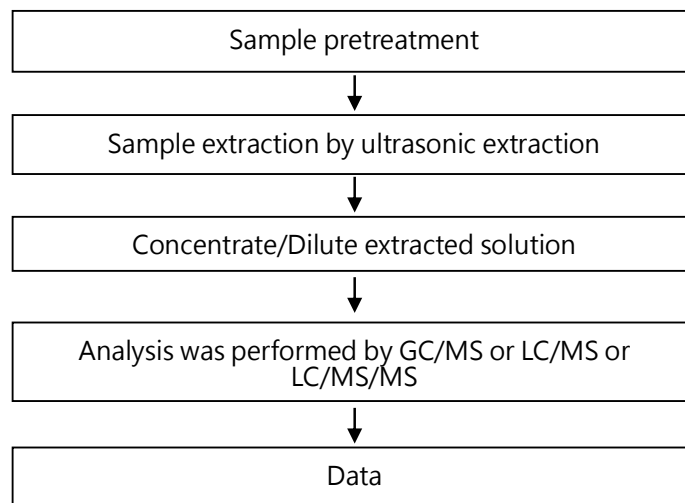 Sample pretreatment
Sample extraction by ultrasonic extraction
Concentrate/Dilute extracted solution
Analysis was performed by GC/MS or LC/MS or
LC/MS/MS
Data